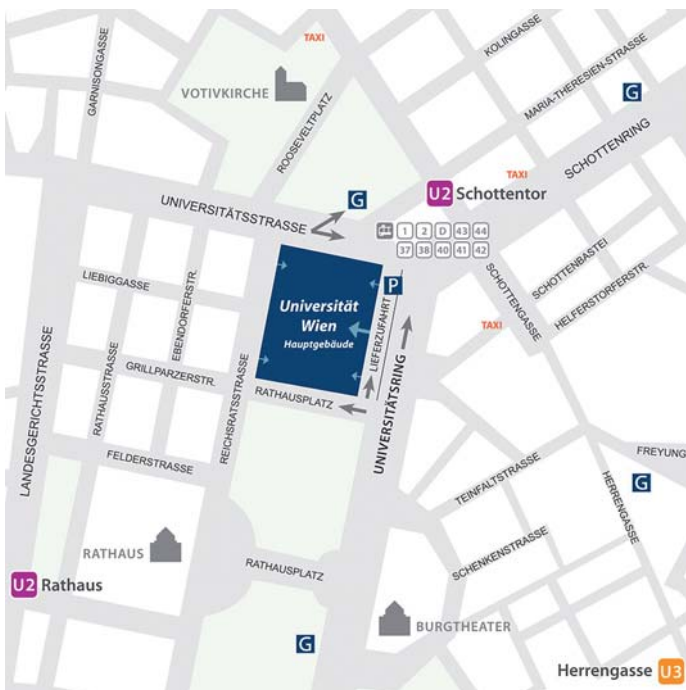 TAXI
KOLINGASSE
GARNISONGASSE
VOTIVKIRCHE
MARIA-THERESIEN-STRASSE
G
ROOSEVELTPLATZ
SCHOTTENRING
TAXI
U2 Schottentor
UNIVERSITÄTSSTRASSE
G
1 2 D 43 44
37 38 40 41 42
SCHOTTENGASSE
SCHOTTENBASTEI
HELFERSTORFERSTR.
LIEBIGGASSE
EBENDORFERSTR.
Universität
Wien
Hauptgebäude
P
LIEFERZUFAHRT
TAXI
UNIVERSITÄTSRING
LANDESGERICHTSSTRASSE
RATHAUSSTRASSE
GRILLPARZERSTR.
REICHSRATSSTRASSE
RATHAUSPLATZ
FELDERSTRASSE
TEINFALTSTRASSE
FREYUNG
HERRENGASSE
G
SCHENKENSTRASSE
RATHAUS
RATHAUSPLATZ
U2 Rathaus
BURGTHEATER
G
Herrengasse U3